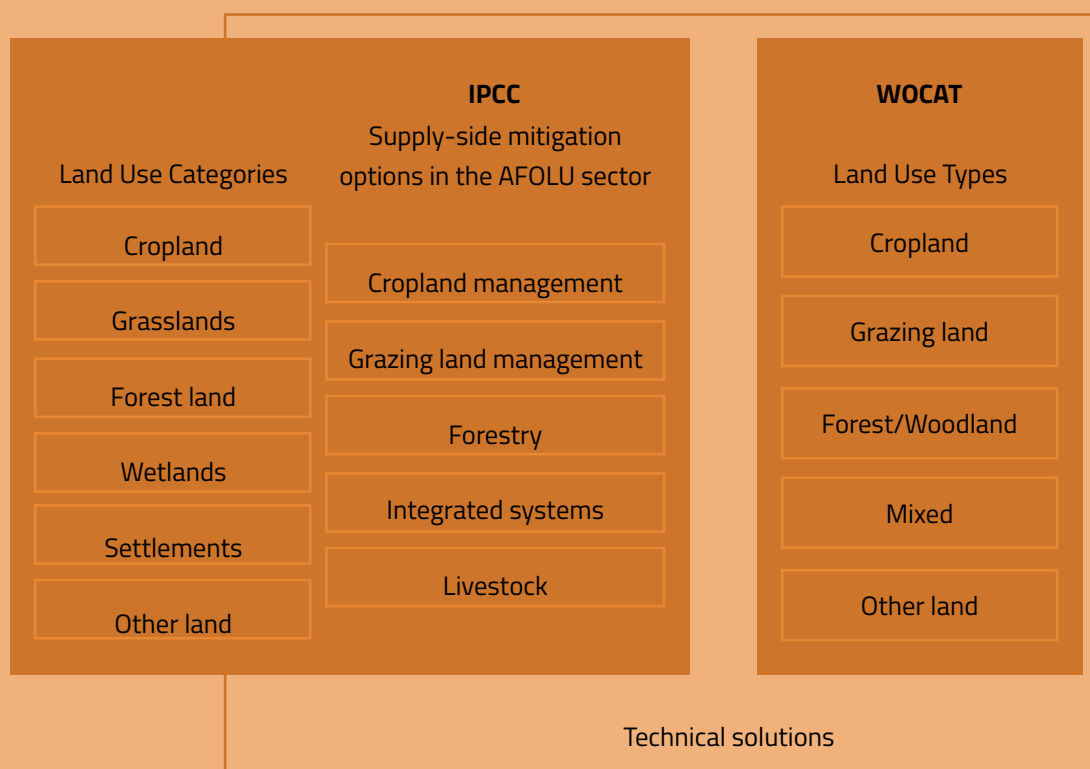 IPCC
Land Use Categories
Cropland
Grasslands
Forest land
Wetlands
Settlements
Other land
Supply-side mitigation
options in the AFOLU sector
Cropland management
Grazing land management
Forestry
Integrated systems
Livestock
WOCAT
Land Use Types
Cropland
Grazing land
Forest/Woodland
Mixed
Other land
Technical solutions